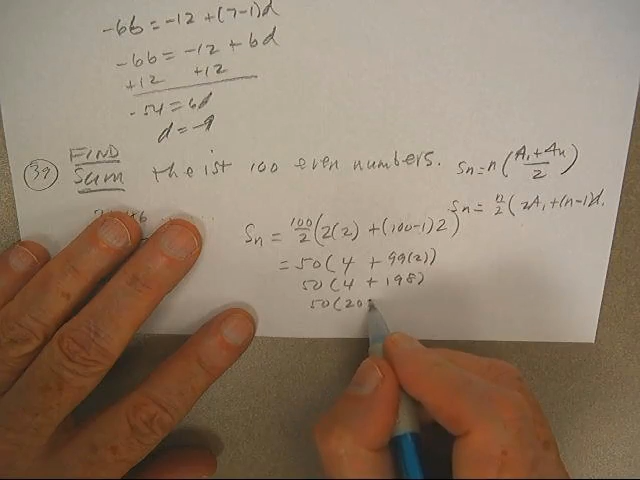 -66 = -12 + (7-1)d
-66 = -12 + 6d
+12 +12
-54 = 6d
d = -9
39 FIND Sum the 1st 100 even numbers. Sn = n(A1 + An / 2)
Sn = n/2 (2A1 + (n-1)d.
Sn = 100/2 (2(2) + (100-1)2)
= 50(4 + 99(2))
50(4 + 198)
50(20